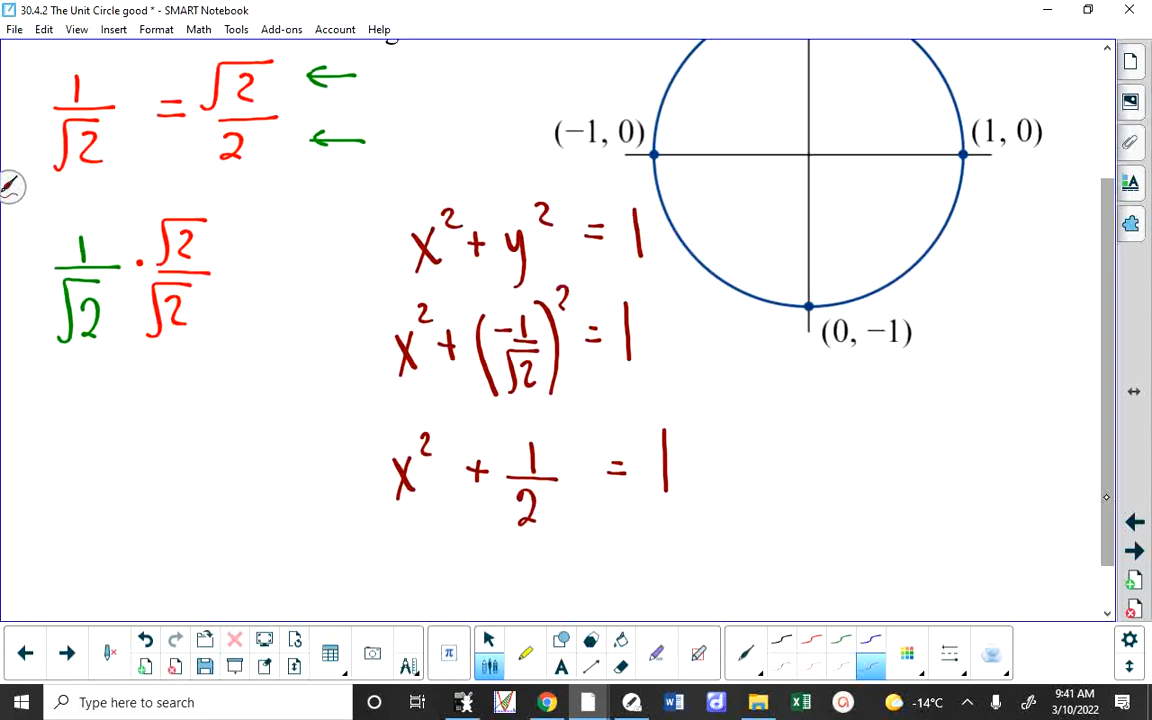 30.4.2 The Unit Circle good * - SMART Notebook
File Edit View Insert Format Math Tools Add-ons Account Help
1/√2 = √2/2
1/√2 · √2/√2
(−1, 0)
(1, 0)
(0, −1)
x² + y² = 1
x² + (-1/√2)² = 1
x² + 1/2 = 1
π
A
Type here to search
-14°C
9:41 AM
3/10/2022